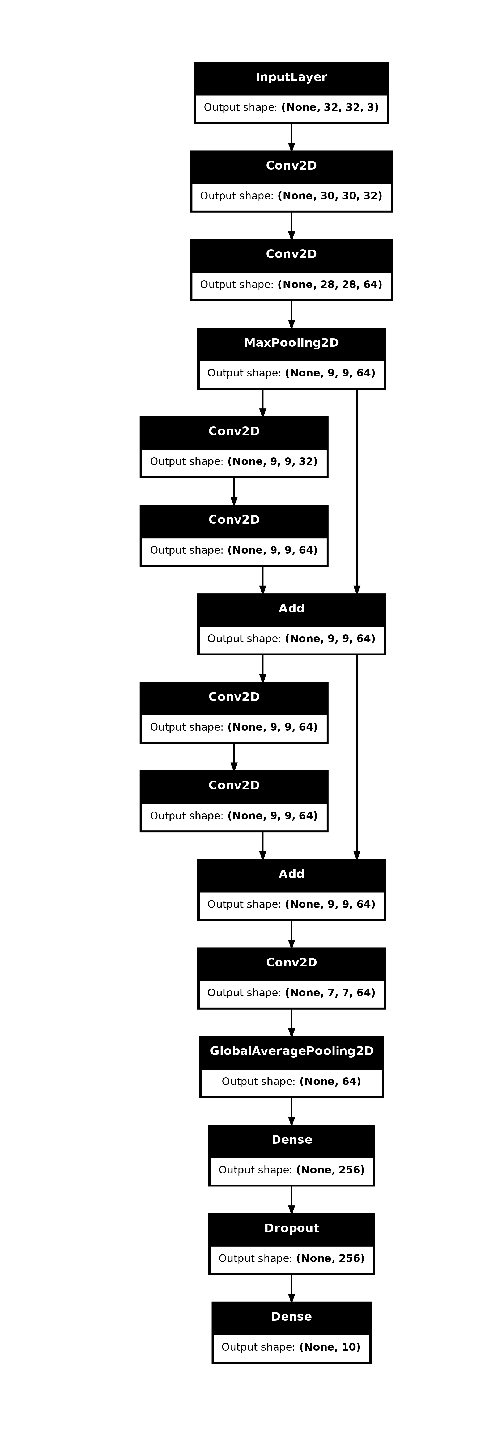 InputLayer
Output shape: (None, 32, 32, 3)
Conv2D
Output shape: (None, 30, 30, 32)
Conv2D
Output shape: (None, 28, 28, 64)
MaxPooling2D
Output shape: (None, 9, 9, 64)
Conv2D
Output shape: (None, 9, 9, 32)
Conv2D
Output shape: (None, 9, 9, 64)
Add
Output shape: (None, 9, 9, 64)
Conv2D
Output shape: (None, 9, 9, 64)
Conv2D
Output shape: (None, 9, 9, 64)
Add
Output shape: (None, 9, 9, 64)
Conv2D
Output shape: (None, 7, 7, 64)
GlobalAveragePooling2D
Output shape: (None, 64)
Dense
Output shape: (None, 256)
Dropout
Output shape: (None, 256)
Dense
Output shape: (None, 10)